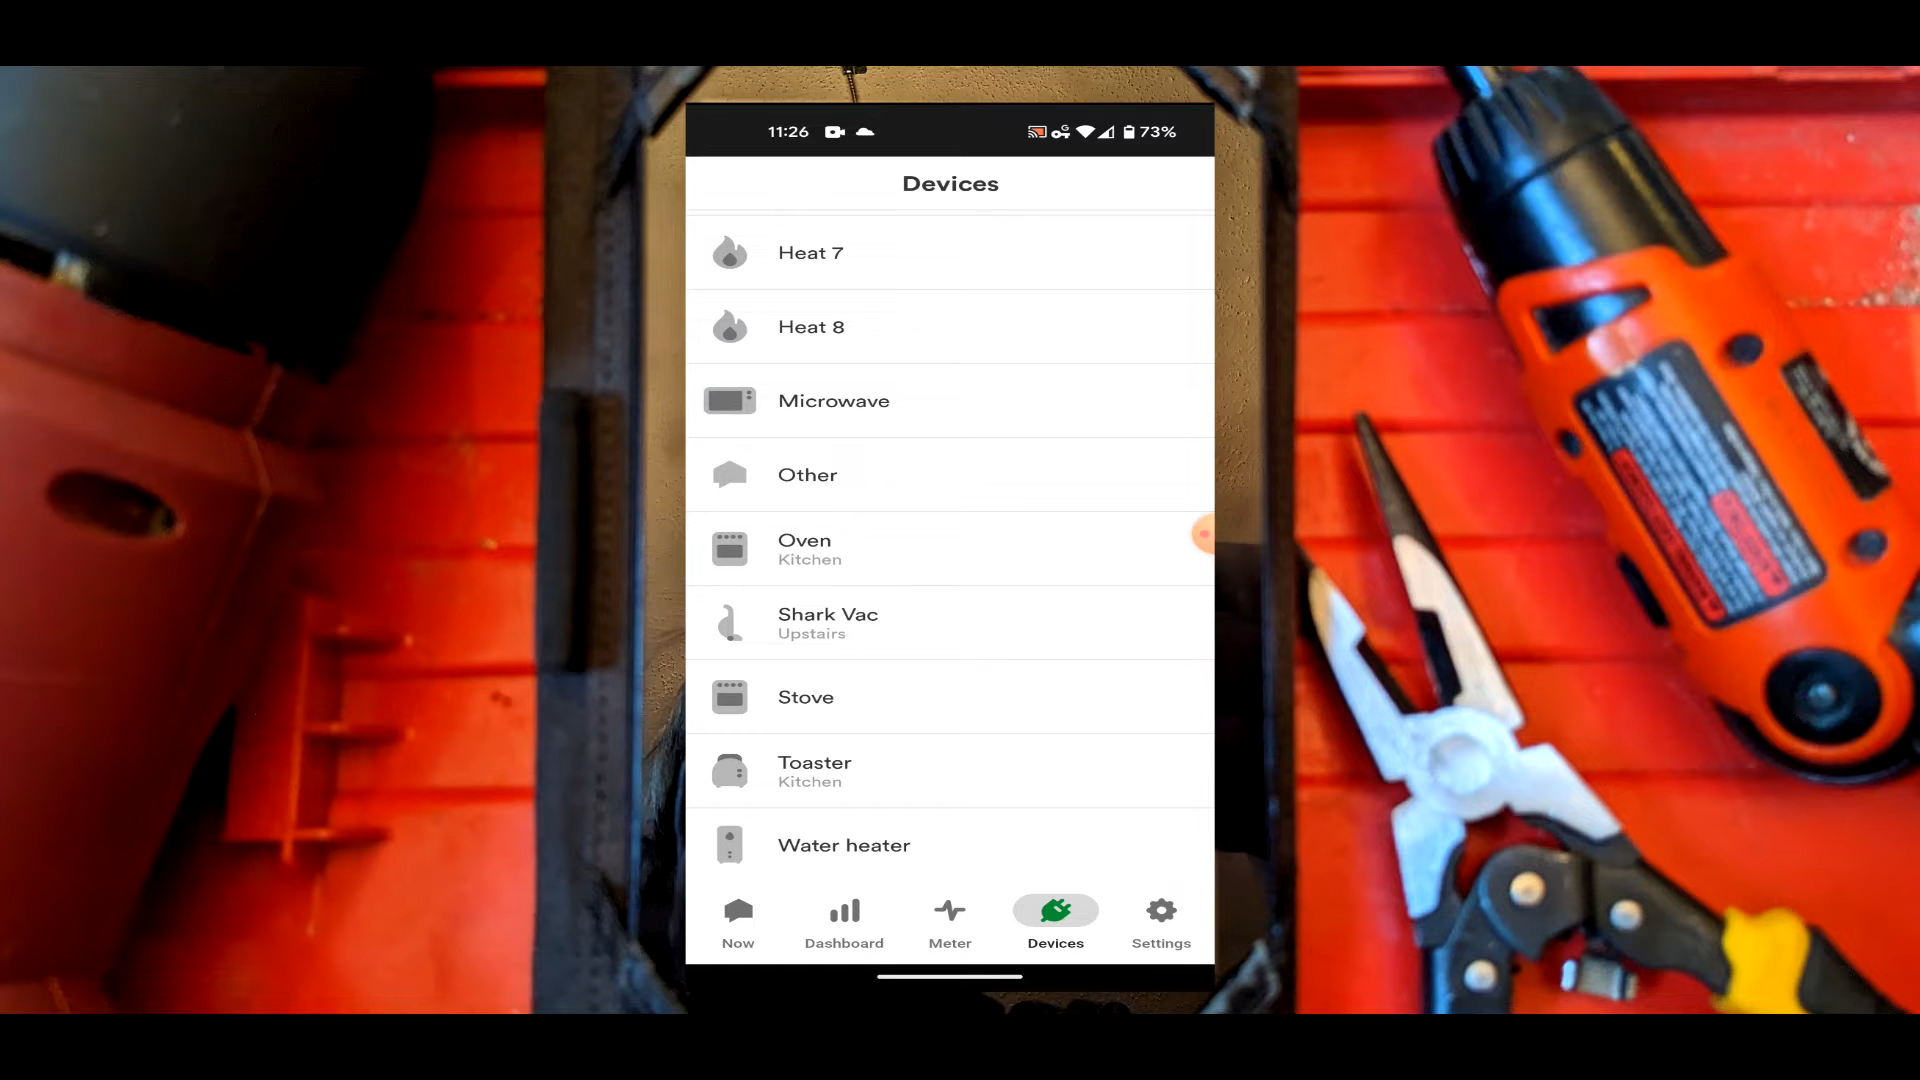 11:26
73%
Devices
Heat 7
Heat 8
Microwave
Other
Oven
Kitchen
Shark Vac
Upstairs
Stove
Toaster
Kitchen
Water heater
Now
Dashboard
Meter
Devices
Settings